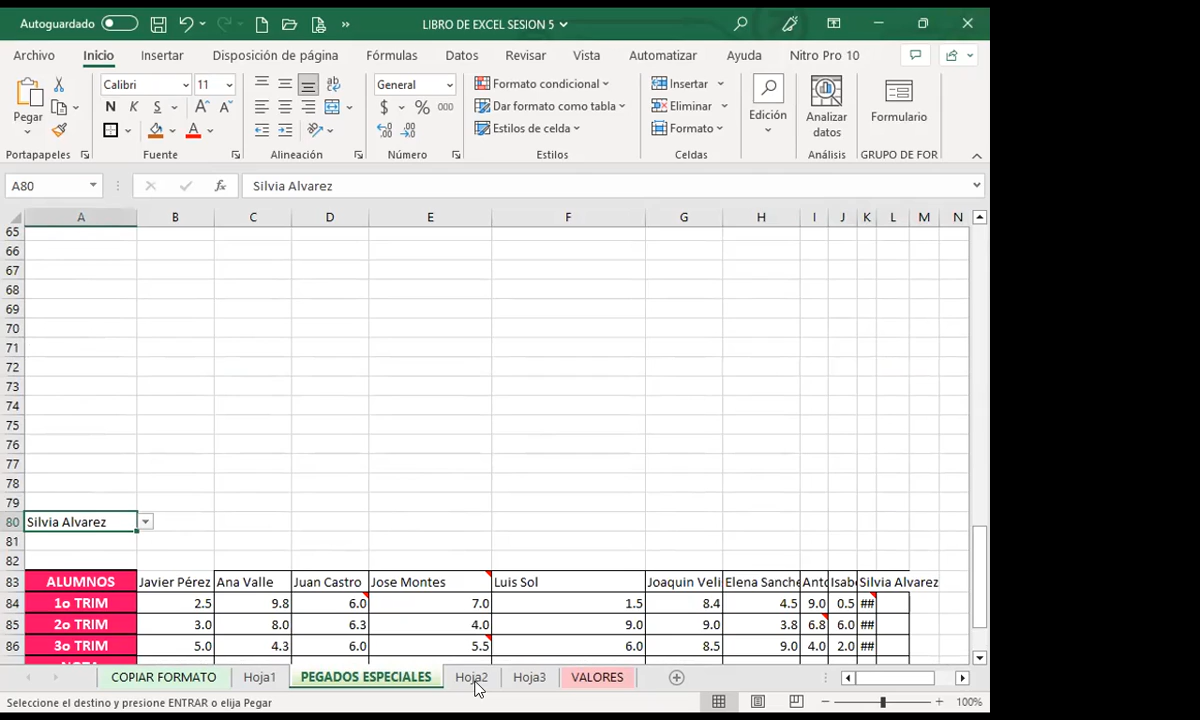 Autoguardado LIBRO DE EXCEL SESION 5
Archivo Inicio Insertar Disposición de página Fórmulas Datos Revisar Vista Automatizar Ayuda Nitro Pro 10
Calibri 11 General Formato condicional Insertar
Pegar N K S A A 000 Dar formato como tabla Eliminar Edición Analizar datos Formulario
Estilos de celda Formato
Portapapeles Fuente Alineación Número Estilos Celdas Análisis GRUPO DE FOR
A80 fx Silvia Alvarez
A B C D E F G H I J K L M N
65
66
67
68
69
70
71
72
73
74
75
76
77
78
79
80 Silvia Alvarez
81
82
83 ALUMNOS Javier Pérez Ana Valle Juan Castro Jose Montes Luis Sol Joaquin Veli Elena Sanche Anto Isabe Silvia Alvarez
84 1o TRIM 2.5 9.8 6.0 7.0 1.5 8.4 4.5 9.0 0.5 ##
85 2o TRIM 3.0 8.0 6.3 4.0 9.0 9.0 3.8 6.8 6.0 ##
86 3o TRIM 5.0 4.3 6.0 5.5 6.0 8.5 9.0 4.0 2.0 ##
NOTA
COPIAR FORMATO Hoja1 PEGADOS ESPECIALES Hoja2 Hoja3 VALORES
Seleccione el destino y presione ENTRAR o elija Pegar 100%